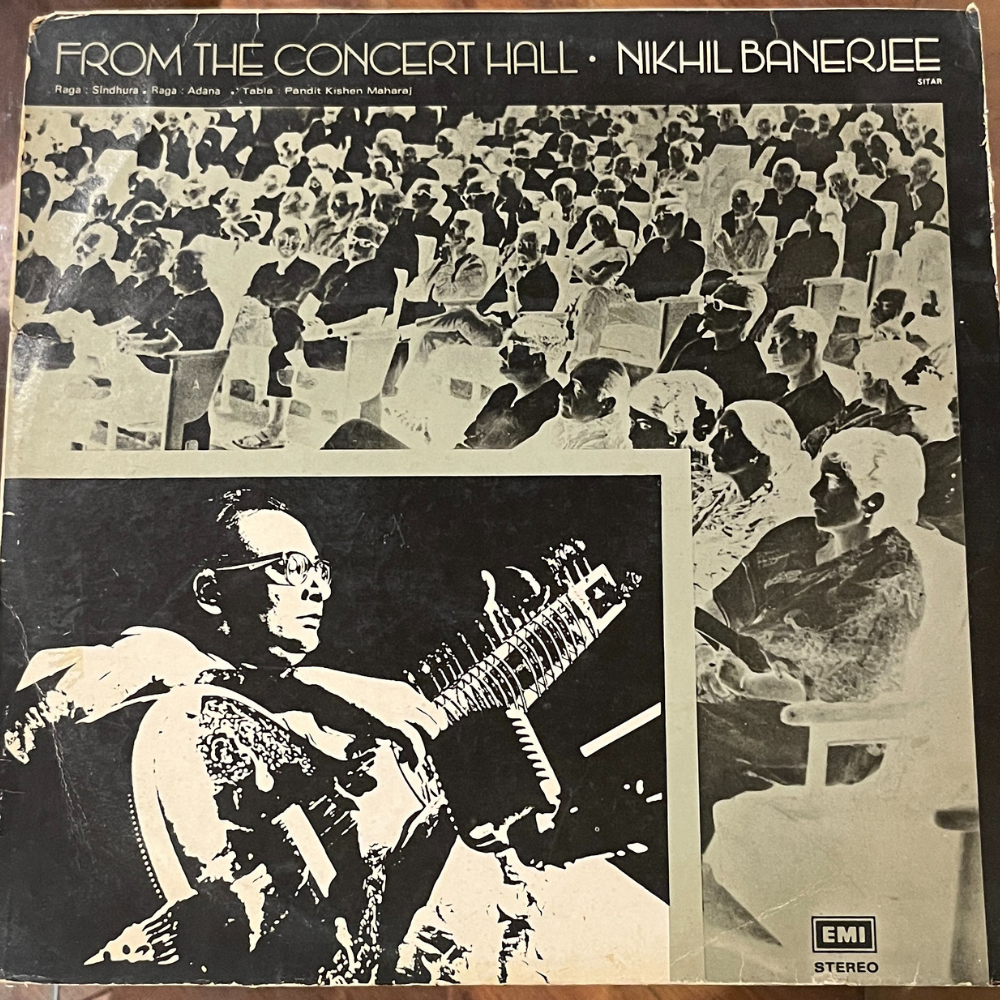 FROM THE CONCERT HALL · NIKHIL BANERJEE
SITAR
Raga : Sindhura . Raga : Adana . Tabla : Pandit Kishen Maharaj
A
EMI
STEREO